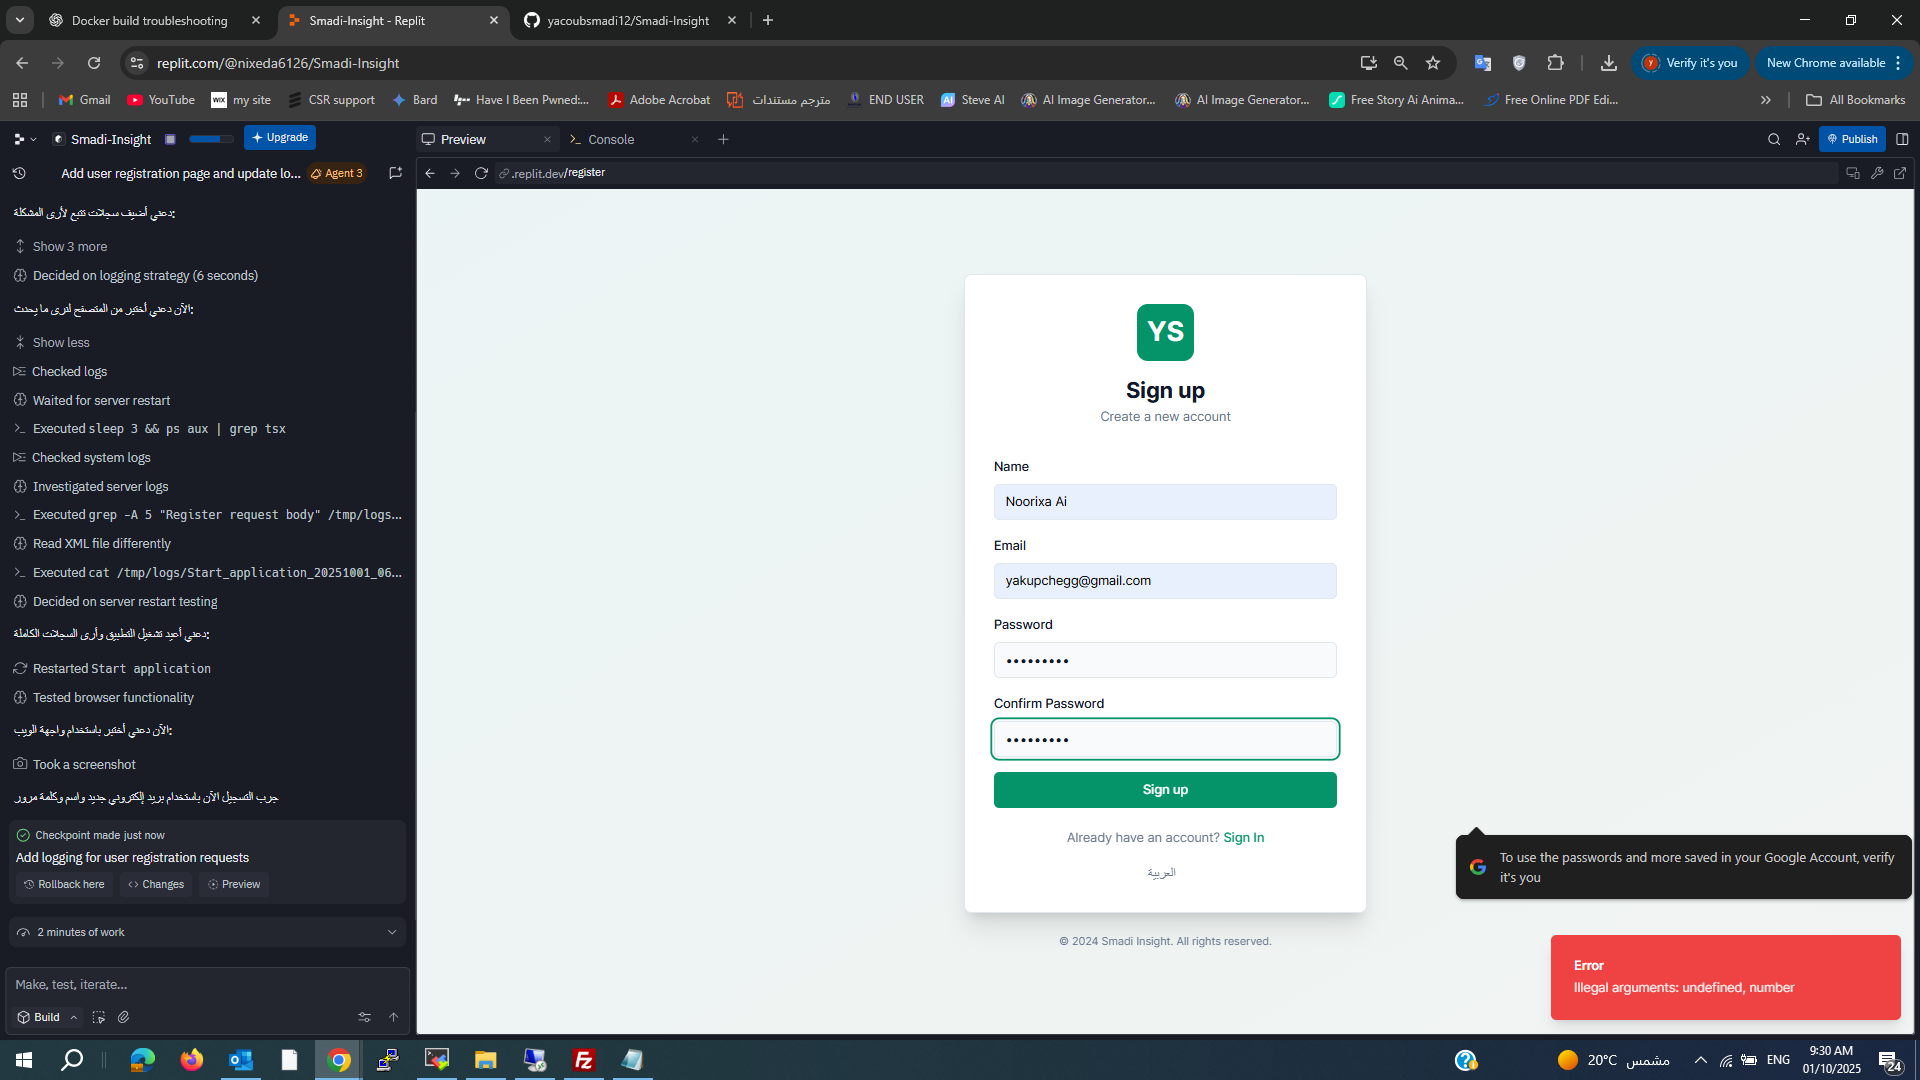 Docker build troubleshooting
Smadi-Insight - Replit
yacoubsmadi12/Smadi-Insight
replit.com/@nixeda6126/Smadi-Insight
Verify it's you
New Chrome available
Gmail
YouTube
my site
CSR support
Bard
Have I Been Pwned:...
Adobe Acrobat
مترجم مستندات
END USER
Steve AI
AI Image Generator...
AI Image Generator...
Free Story Ai Anima...
Free Online PDF Edi...
All Bookmarks
Smadi-Insight
Upgrade
Preview
Console
Publish
Add user registration page and update lo...
Agent 3
.replit.dev/register
دعني أضيف سجلات تتبع لأرى المشكلة:
Show 3 more
Decided on logging strategy (6 seconds)
الآن دعني أختبر من المتصفح لنرى ما يحدث:
Show less
Checked logs
Waited for server restart
Executed sleep 3 && ps aux | grep tsx
Checked system logs
Investigated server logs
Executed grep -A 5 "Register request body" /tmp/logs...
Read XML file differently
Executed cat /tmp/logs/Start_application_20251001_06...
Decided on server restart testing
دعني أعيد تشغيل التطبيق وأرى السجلات الكاملة:
Restarted Start application
Tested browser functionality
الآن دعني أختبر باستخدام واجهة الويب:
Took a screenshot
جرب التسجيل الآن باستخدام بريد إلكتروني جديد واسم وكلمة مرور
Checkpoint made just now
Add logging for user registration requests
Rollback here
Changes
Preview
2 minutes of work
Make, test, iterate...
Build
YS
Sign up
Create a new account
Name
Noorixa Ai
Email
yakupchegg@gmail.com
Password
•••••••••
Confirm Password
•••••••••
Sign up
Already have an account? Sign In
العربية
© 2024 Smadi Insight. All rights reserved.
To use the passwords and more saved in your Google Account, verify
it's you
Error
Illegal arguments: undefined, number
20°C مشمس
ENG
9:30 AM
01/10/2025
24